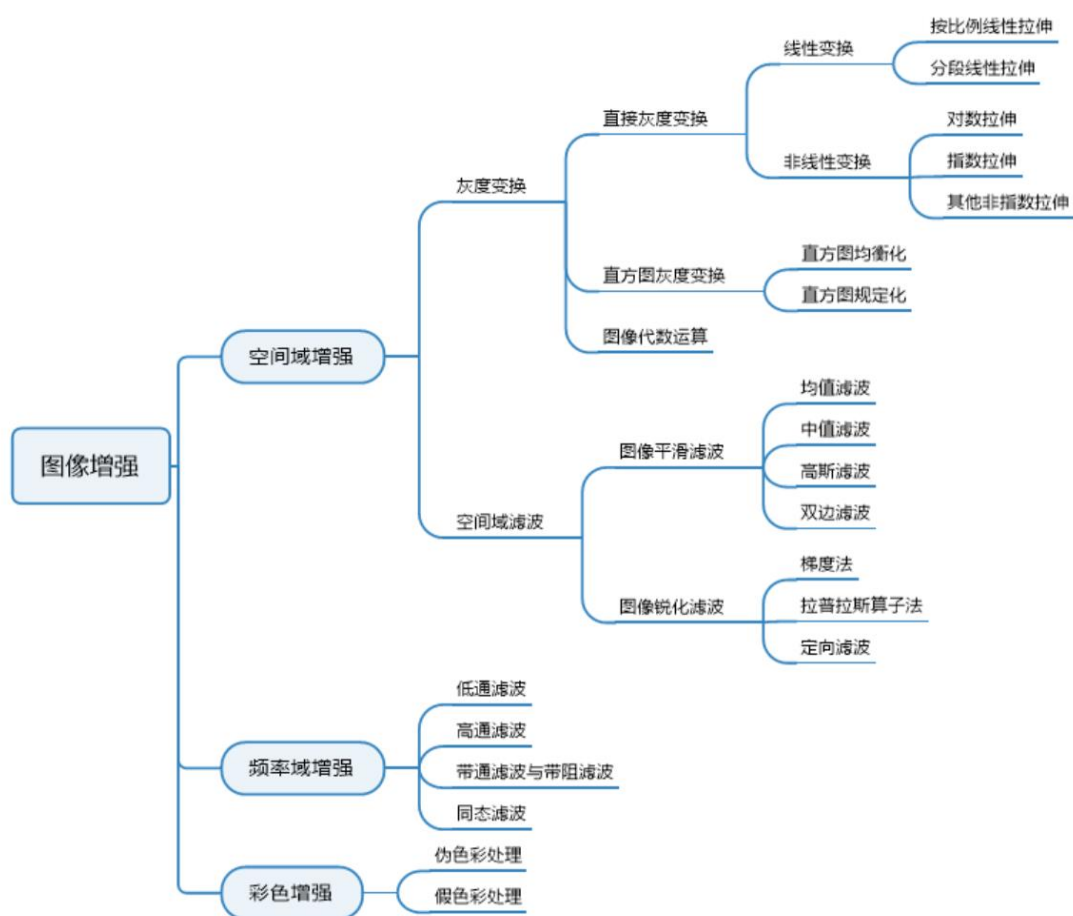 图像增强
空间域增强
灰度变换
直接灰度变换
线性变换
按比例线性拉伸
分段线性拉伸
非线性变换
对数拉伸
指数拉伸
其他非指数拉伸
直方图灰度变换
直方图均衡化
直方图规定化
图像代数运算
空间域滤波
图像平滑滤波
均值滤波
中值滤波
高斯滤波
双边滤波
图像锐化滤波
梯度法
拉普拉斯算子法
定向滤波
频率域增强
低通滤波
高通滤波
带通滤波与带阻滤波
同态滤波
彩色增强
伪色彩处理
假色彩处理